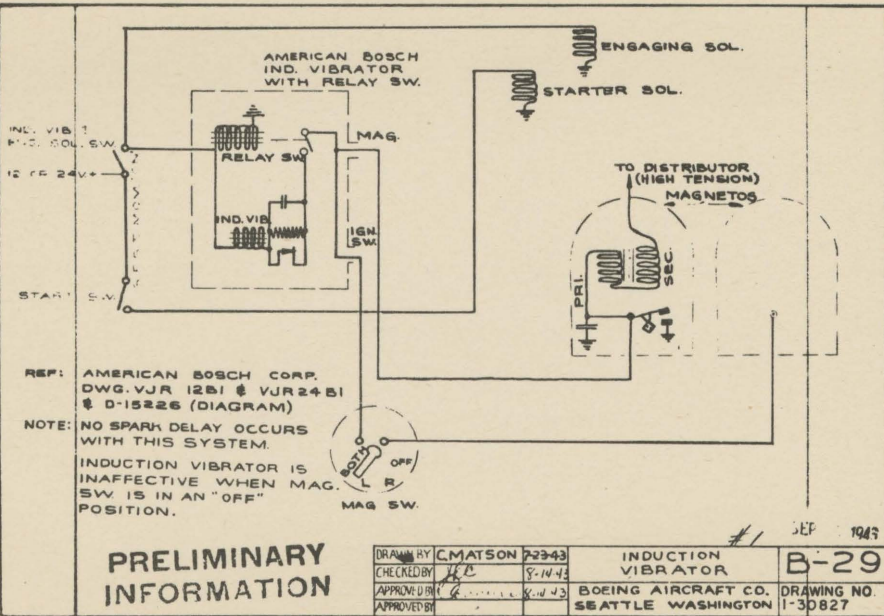 ENGAGING SOL.
STARTER SOL.
AMERICAN BOSCH
IND. VIBRATOR
WITH RELAY SW.
MAG.
IND. VIB
SOL. SW.
RELAY SW.
12 24V+
IND. VIB.
IGN.
SW.
TO DISTRIBUTOR
(HIGH TENSION)
MAGNETOS
PRI.
SEC.
START
REF: AMERICAN BOSCH CORP.
DWG. VJR 12B1 & VJR24B1
& D-15226 (DIAGRAM)
NOTE: NO SPARK DELAY OCCURS
WITH THIS SYSTEM.
INDUCTION VIBRATOR IS
INAFFECTIVE WHEN MAG.
SW. IS IN AN "OFF"
POSITION.
BOTH
OFF
L R
MAG SW.
PRELIMINARY
INFORMATION
#1
SEP 1943
DRAWN BY C. MATSON 7-23-43
CHECKED BY 8-14-43
APPROVED BY 8-14-43
APPROVED BY
INDUCTION
VIBRATOR
BOEING AIRCRAFT CO.
SEATTLE WASHINGTON
B-29
DRAWING NO.
1-30827